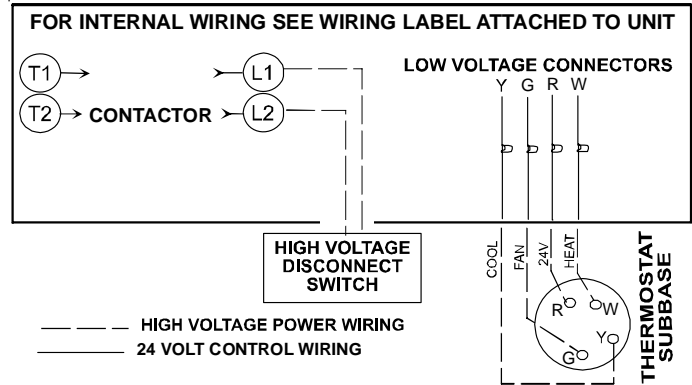 FOR INTERNAL WIRING SEE WIRING LABEL ATTACHED TO UNIT
T1
L1
T2
CONTACTOR
L2
LOW VOLTAGE CONNECTORS
Y G R W
HIGH VOLTAGE
DISCONNECT
SWITCH
COOL
FAN
24V
HEAT
THERMOSTAT
SUBBASE
R
W
Y
G
HIGH VOLTAGE POWER WIRING
24 VOLT CONTROL WIRING